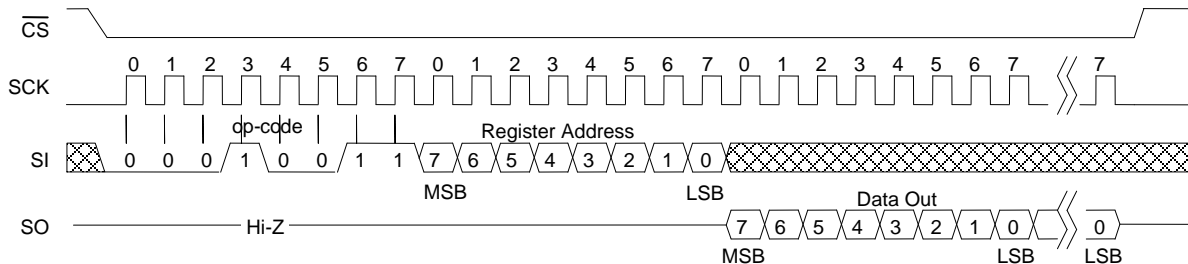 CS
0 1 2 3 4 5 6 7 0 1 2 3 4 5 6 7 0 1 2 3 4 5 6 7 7
SCK
op-code Register Address
SI 0 0 0 1 0 0 1 1 7 6 5 4 3 2 1 0
MSB LSB
Data Out
SO Hi-Z 7 6 5 4 3 2 1 0 0
MSB LSB LSB